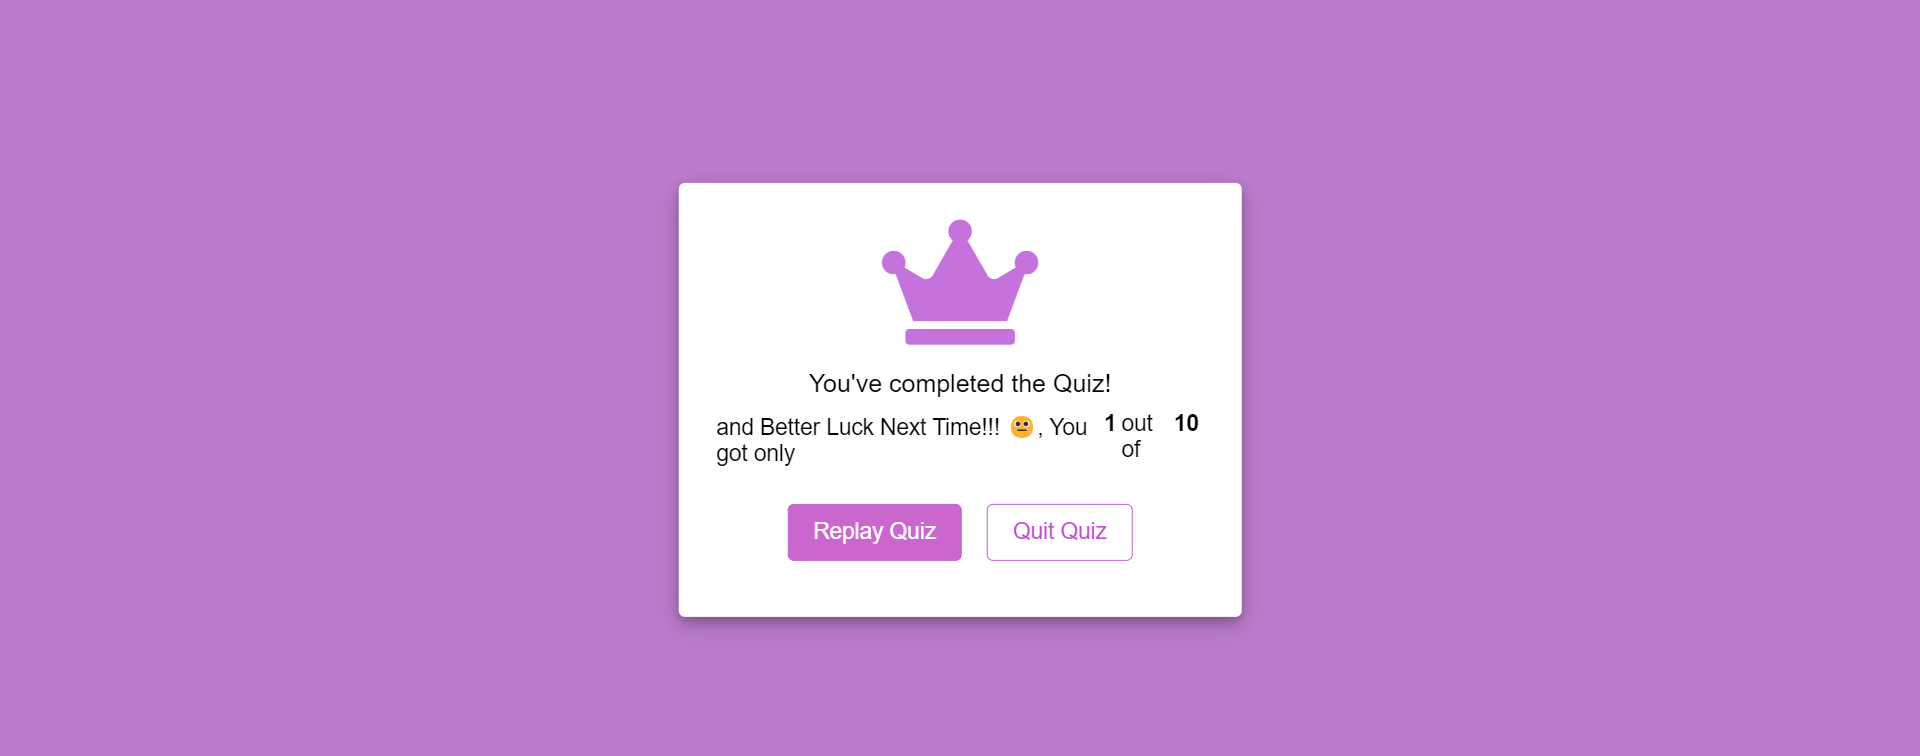 You've completed the Quiz!
and Better Luck Next Time!!! 😐, You got only 1 out of 10
Replay Quiz
Quit Quiz